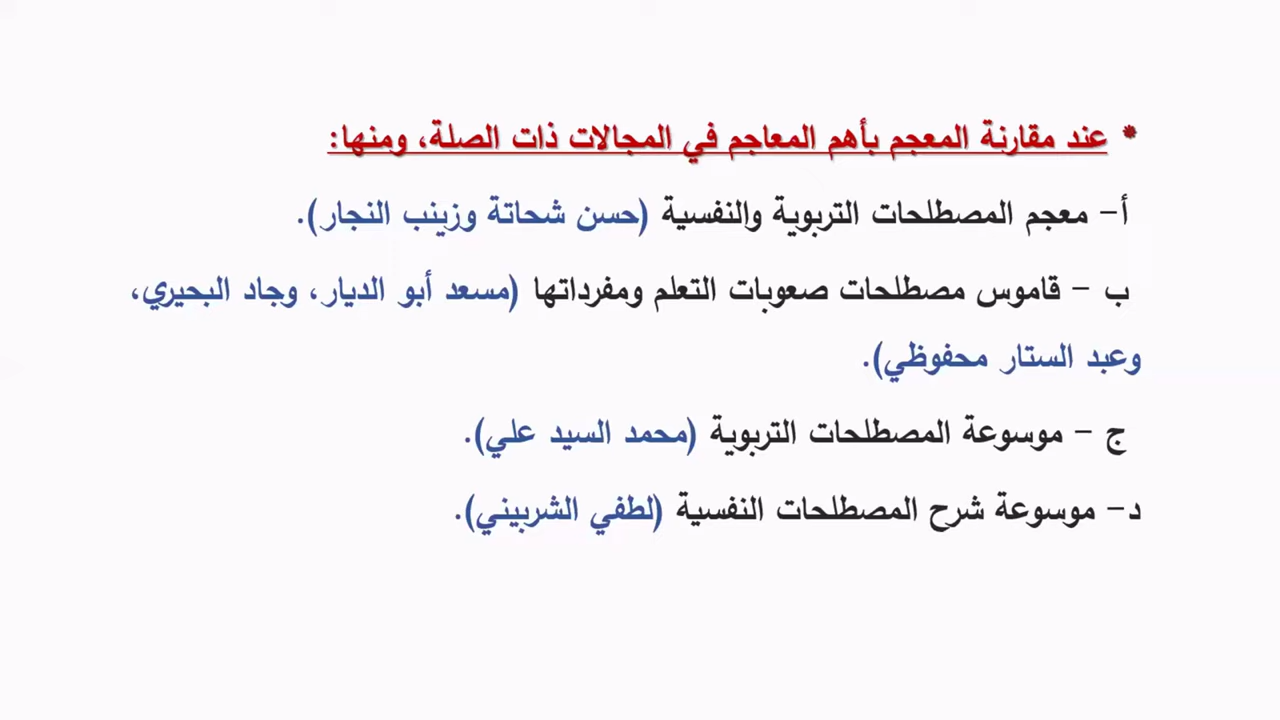 * عند مقارنة المعجم بأهم المعاجم في المجالات ذات الصلة، ومنها:
أ- معجم المصطلحات التربوية والنفسية (حسن شحاتة وزينب النجار).
ب - قاموس مصطلحات صعوبات التعلم ومفرداتها (مسعد أبو الديار، وجاد البحيري،
وعبد الستار محفوظي).
ج - موسوعة المصطلحات التربوية (محمد السيد علي).
د- موسوعة شرح المصطلحات النفسية (لطفي الشربيني).